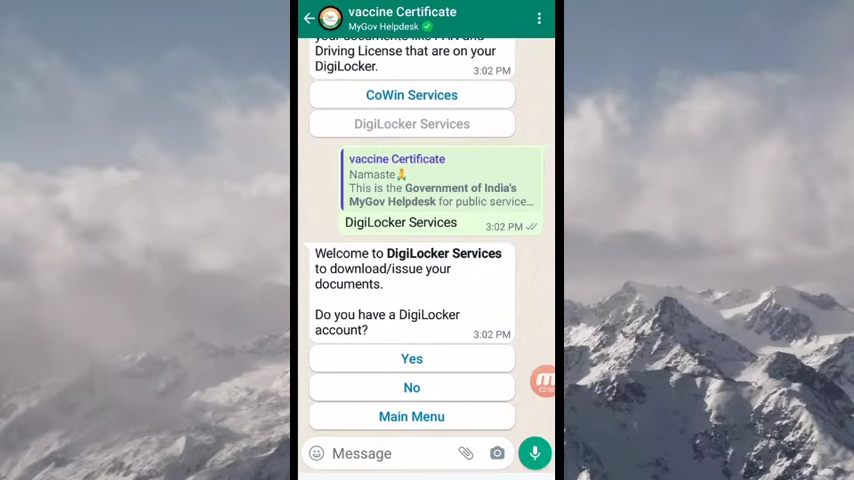 vaccine Certificate
MyGov Helpdesk
Driving License that are on your
DigiLocker.
3:02 PM
CoWin Services
DigiLocker Services
vaccine Certificate
Namaste🙏
This is the Government of India's
MyGov Helpdesk for public service...
DigiLocker Services
3:02 PM
Welcome to DigiLocker Services
to download/issue your
documents.
Do you have a DigiLocker
account?
3:02 PM
Yes
No
Main Menu
Message